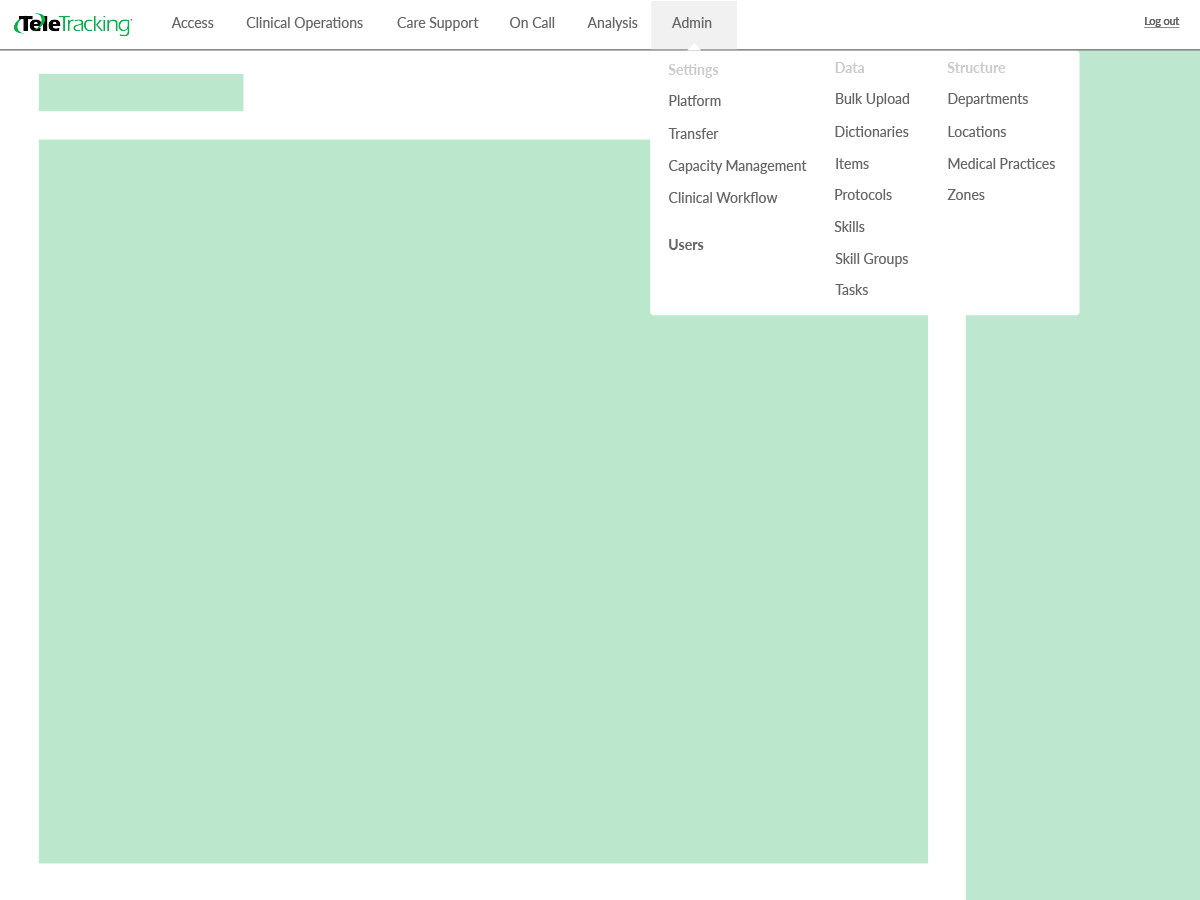 TeleTracking
Access
Clinical Operations
Care Support
On Call
Analysis
Admin
Log out
Settings
Platform
Transfer
Capacity Management
Clinical Workflow
Users
Data
Bulk Upload
Dictionaries
Items
Protocols
Skills
Skill Groups
Tasks
Structure
Departments
Locations
Medical Practices
Zones